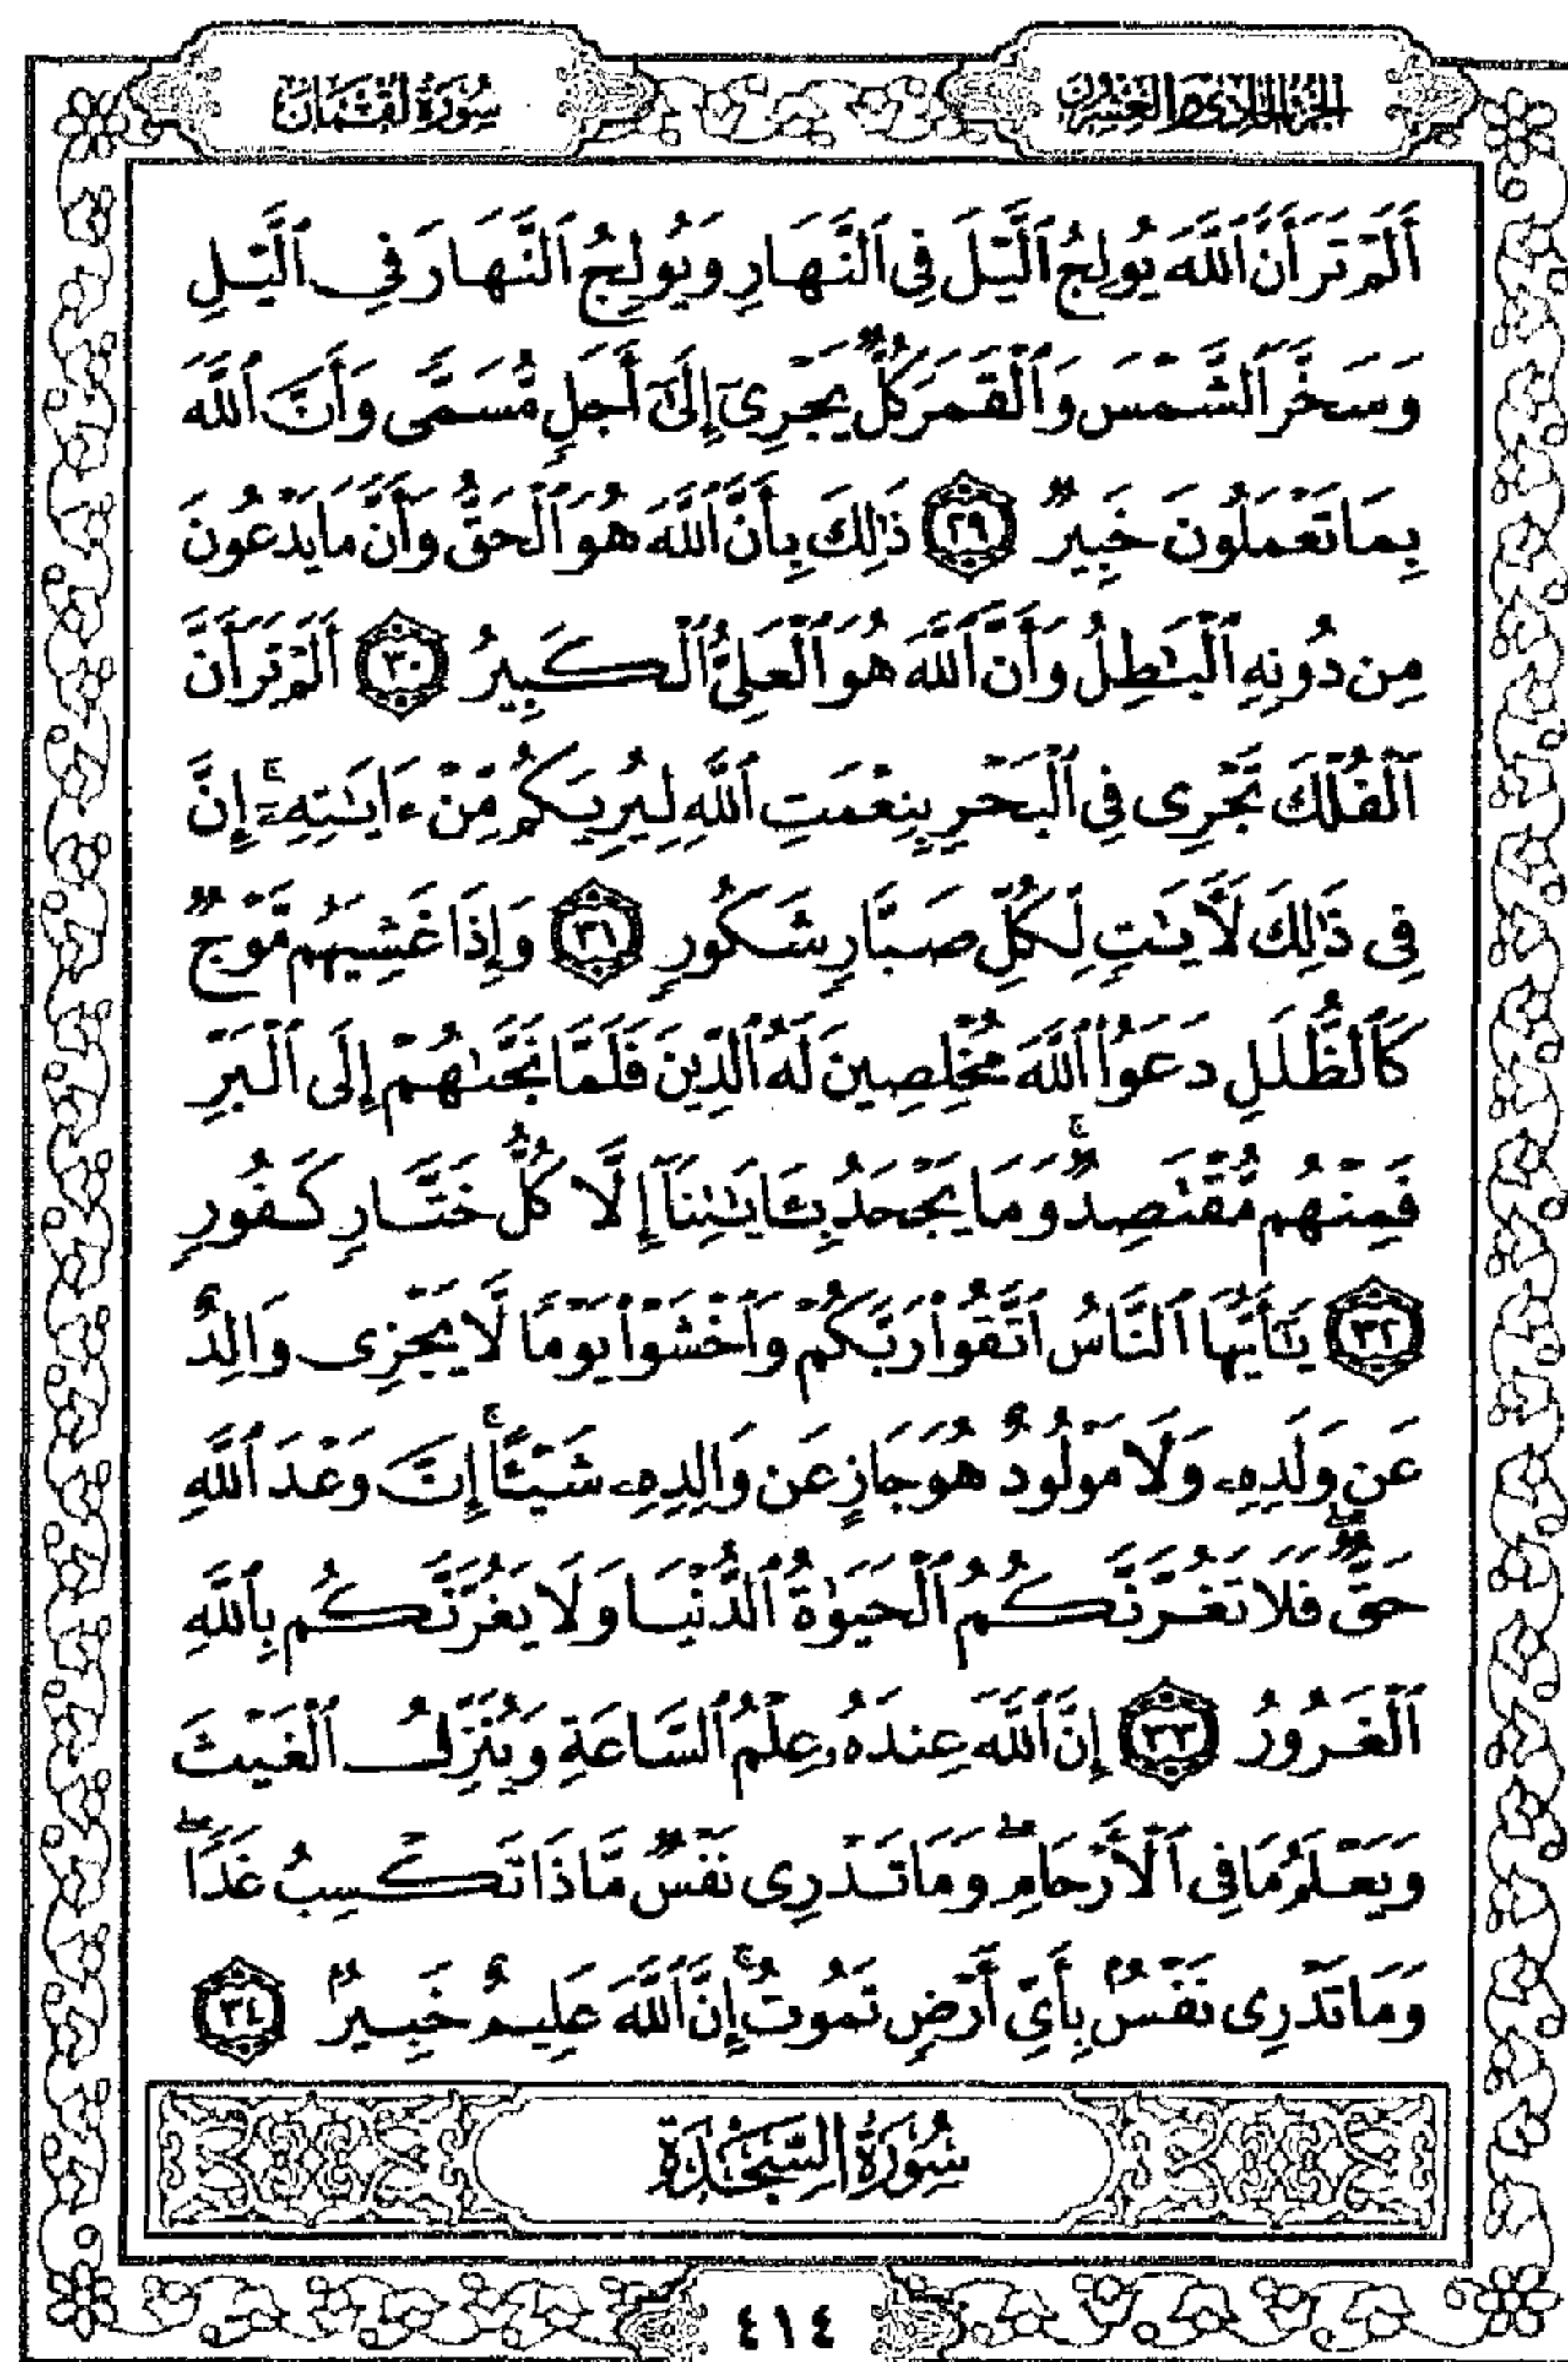 الجزء الحادي والعشرون
سُورَةُ لُقْمَان
أَلَمْ تَرَ أَنَّ ٱللَّهَ يُولِجُ ٱلَّيْلَ فِى ٱلنَّهَارِ وَيُولِجُ ٱلنَّهَارَ فِى ٱلَّيْلِ
وَسَخَّرَ ٱلشَّمْسَ وَٱلْقَمَرَ كُلٌّ يَجْرِىٓ إِلَىٰٓ أَجَلٍ مُّسَمًّى وَأَنَّ ٱللَّهَ
بِمَا تَعْمَلُونَ خَبِيرٌ ٢٩ ذَٰلِكَ بِأَنَّ ٱللَّهَ هُوَ ٱلْحَقُّ وَأَنَّ مَا يَدْعُونَ
مِن دُونِهِ ٱلْبَٰطِلُ وَأَنَّ ٱللَّهَ هُوَ ٱلْعَلِىُّ ٱلْكَبِيرُ ٣٠ أَلَمْ تَرَ أَنَّ
ٱلْفُلْكَ تَجْرِى فِى ٱلْبَحْرِ بِنِعْمَتِ ٱللَّهِ لِيُرِيَكُم مِّنْ ءَايَٰتِهِۦٓ ۚ إِنَّ
فِى ذَٰلِكَ لَءَايَٰتٍ لِّكُلِّ صَبَّارٍ شَكُورٍ ٣١ وَإِذَا غَشِيَهُم مَّوْجٌ
كَٱلظُّلَلِ دَعَوُا۟ ٱللَّهَ مُخْلِصِينَ لَهُ ٱلدِّينَ فَلَمَّا نَجَّىٰهُمْ إِلَى ٱلْبَرِّ
فَمِنْهُم مُّقْتَصِدٌ ۚ وَمَا يَجْحَدُ بِـَٔايَٰتِنَآ إِلَّا كُلُّ خَتَّارٍ كَفُورٍ
٣٢ يَٰٓأَيُّهَا ٱلنَّاسُ ٱتَّقُوا۟ رَبَّكُمْ وَٱخْشَوْا۟ يَوْمًا لَّا يَجْزِى وَالِدٌ
عَن وَلَدِهِۦ وَلَا مَوْلُودٌ هُوَ جَازٍ عَن وَالِدِهِۦ شَيْـًٔا ۚ إِنَّ وَعْدَ ٱللَّهِ
حَقٌّ ۖ فَلَا تَغُرَّنَّكُمُ ٱلْحَيَوٰةُ ٱلدُّنْيَا وَلَا يَغُرَّنَّكُم بِٱللَّهِ
ٱلْغَرُورُ ٣٣ إِنَّ ٱللَّهَ عِندَهُۥ عِلْمُ ٱلسَّاعَةِ وَيُنَزِّلُ ٱلْغَيْثَ
وَيَعْلَمُ مَا فِى ٱلْأَرْحَامِ ۖ وَمَا تَدْرِى نَفْسٌ مَّاذَا تَكْسِبُ غَدًا ۖ
وَمَا تَدْرِى نَفْسٌۢ بِأَىِّ أَرْضٍ تَمُوتُ ۚ إِنَّ ٱللَّهَ عَلِيمٌ خَبِيرٌۢ ٣٤
سُورَةُ السَّجْدَةِ
٤١٤